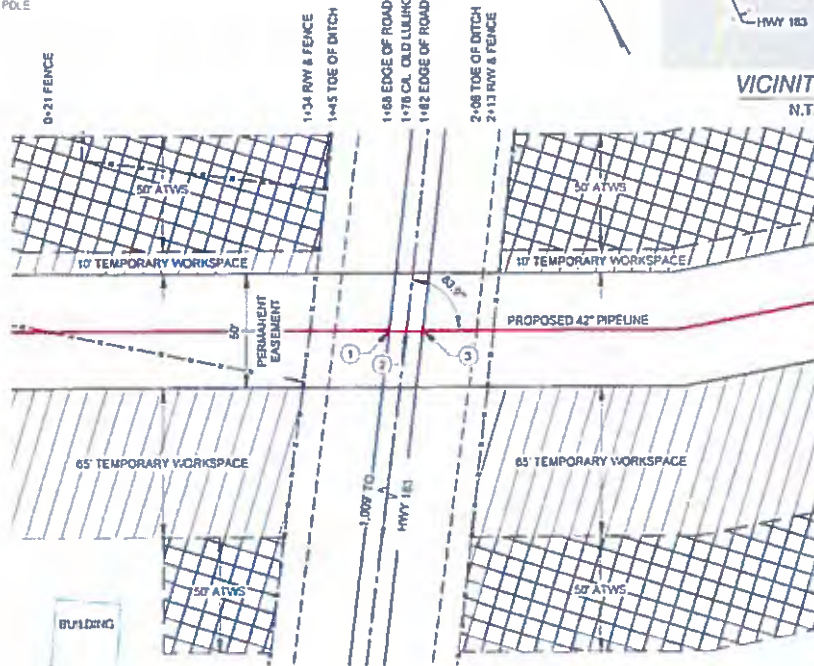 POLE
HWY 183
VICINIT
N.T.
0+21 FENCE
1+34 R/W & FENCE
1+45 TOE OF DITCH
1+68 EDGE OF ROAD
1+76 C/L OLD LULING
1+82 EDGE OF ROAD
2+08 TOE OF DITCH
2+13 R/W & FENCE
50' ATWS
50' ATWS
10' TEMPORARY WORKSPACE
10' TEMPORARY WORKSPACE
50'
PERMANENT
EASEMENT
PROPOSED 42" PIPELINE
1
2
3
65' TEMPORARY WORKSPACE
65' TEMPORARY WORKSPACE
1,009' TO
HWY 183
50' ATWS
50' ATWS
BUILDING